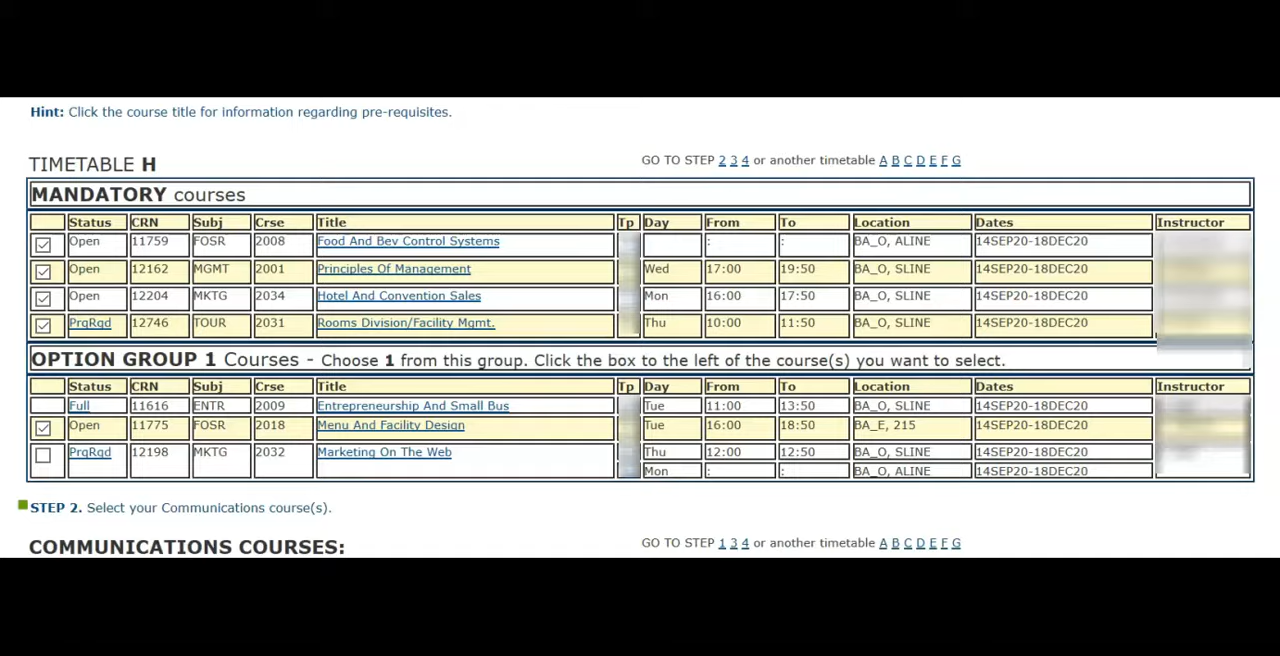 Hint: Click the course title for information regarding pre-requisites.
TIMETABLE H
GO TO STEP 2 3 4 or another timetable A B C D E F G
MANDATORY courses
Status CRN Subj Crse Title Tp Day From To Location Dates Instructor
Open 11759 FOSR 2008 Food And Bev Control Systems : : BA_O, ALINE 14SEP20-18DEC20
Open 12162 MGMT 2001 Principles Of Management Wed 17:00 19:50 BA_O, SLINE 14SEP20-18DEC20
Open 12204 MKTG 2034 Hotel And Convention Sales Mon 16:00 17:50 BA_O, SLINE 14SEP20-18DEC20
PrqRqd 12746 TOUR 2031 Rooms Division/Facility Mgmt. Thu 10:00 11:50 BA_O, SLINE 14SEP20-18DEC20
OPTION GROUP 1 Courses - Choose 1 from this group. Click the box to the left of the course(s) you want to select.
Status CRN Subj Crse Title Tp Day From To Location Dates Instructor
Full 11616 ENTR 2009 Entrepreneurship And Small Bus Tue 11:00 13:50 BA_O, SLINE 14SEP20-18DEC20
Open 11775 FOSR 2018 Menu And Facility Design Tue 16:00 18:50 BA_E, 215 14SEP20-18DEC20
PrqRqd 12198 MKTG 2032 Marketing On The Web Thu 12:00 12:50 BA_O, SLINE 14SEP20-18DEC20
Mon : : BA_O, ALINE 14SEP20-18DEC20
STEP 2. Select your Communications course(s).
COMMUNICATIONS COURSES:
GO TO STEP 1 3 4 or another timetable A B C D E F G